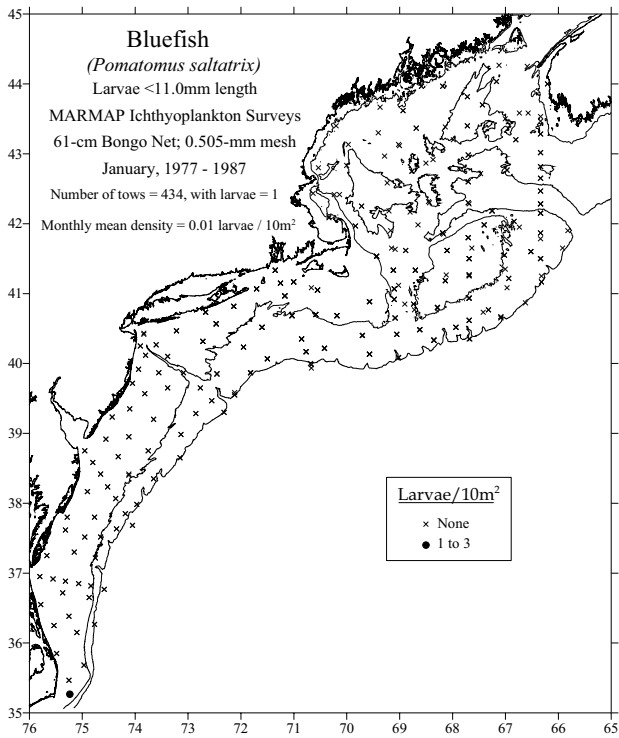 Bluefish
(Pomatomus saltatrix)
Larvae <11.0mm length
MARMAP Ichthyoplankton Surveys
61-cm Bongo Net; 0.505-mm mesh
January, 1977 - 1987
Number of tows = 434, with larvae = 1
Monthly mean density = 0.01 larvae / 10m²
45
44
43
42
41
40
39
38
37
36
35
Larvae/10m²
None
1 to 3
76 75 74 73 72 71 70 69 68 67 66 65